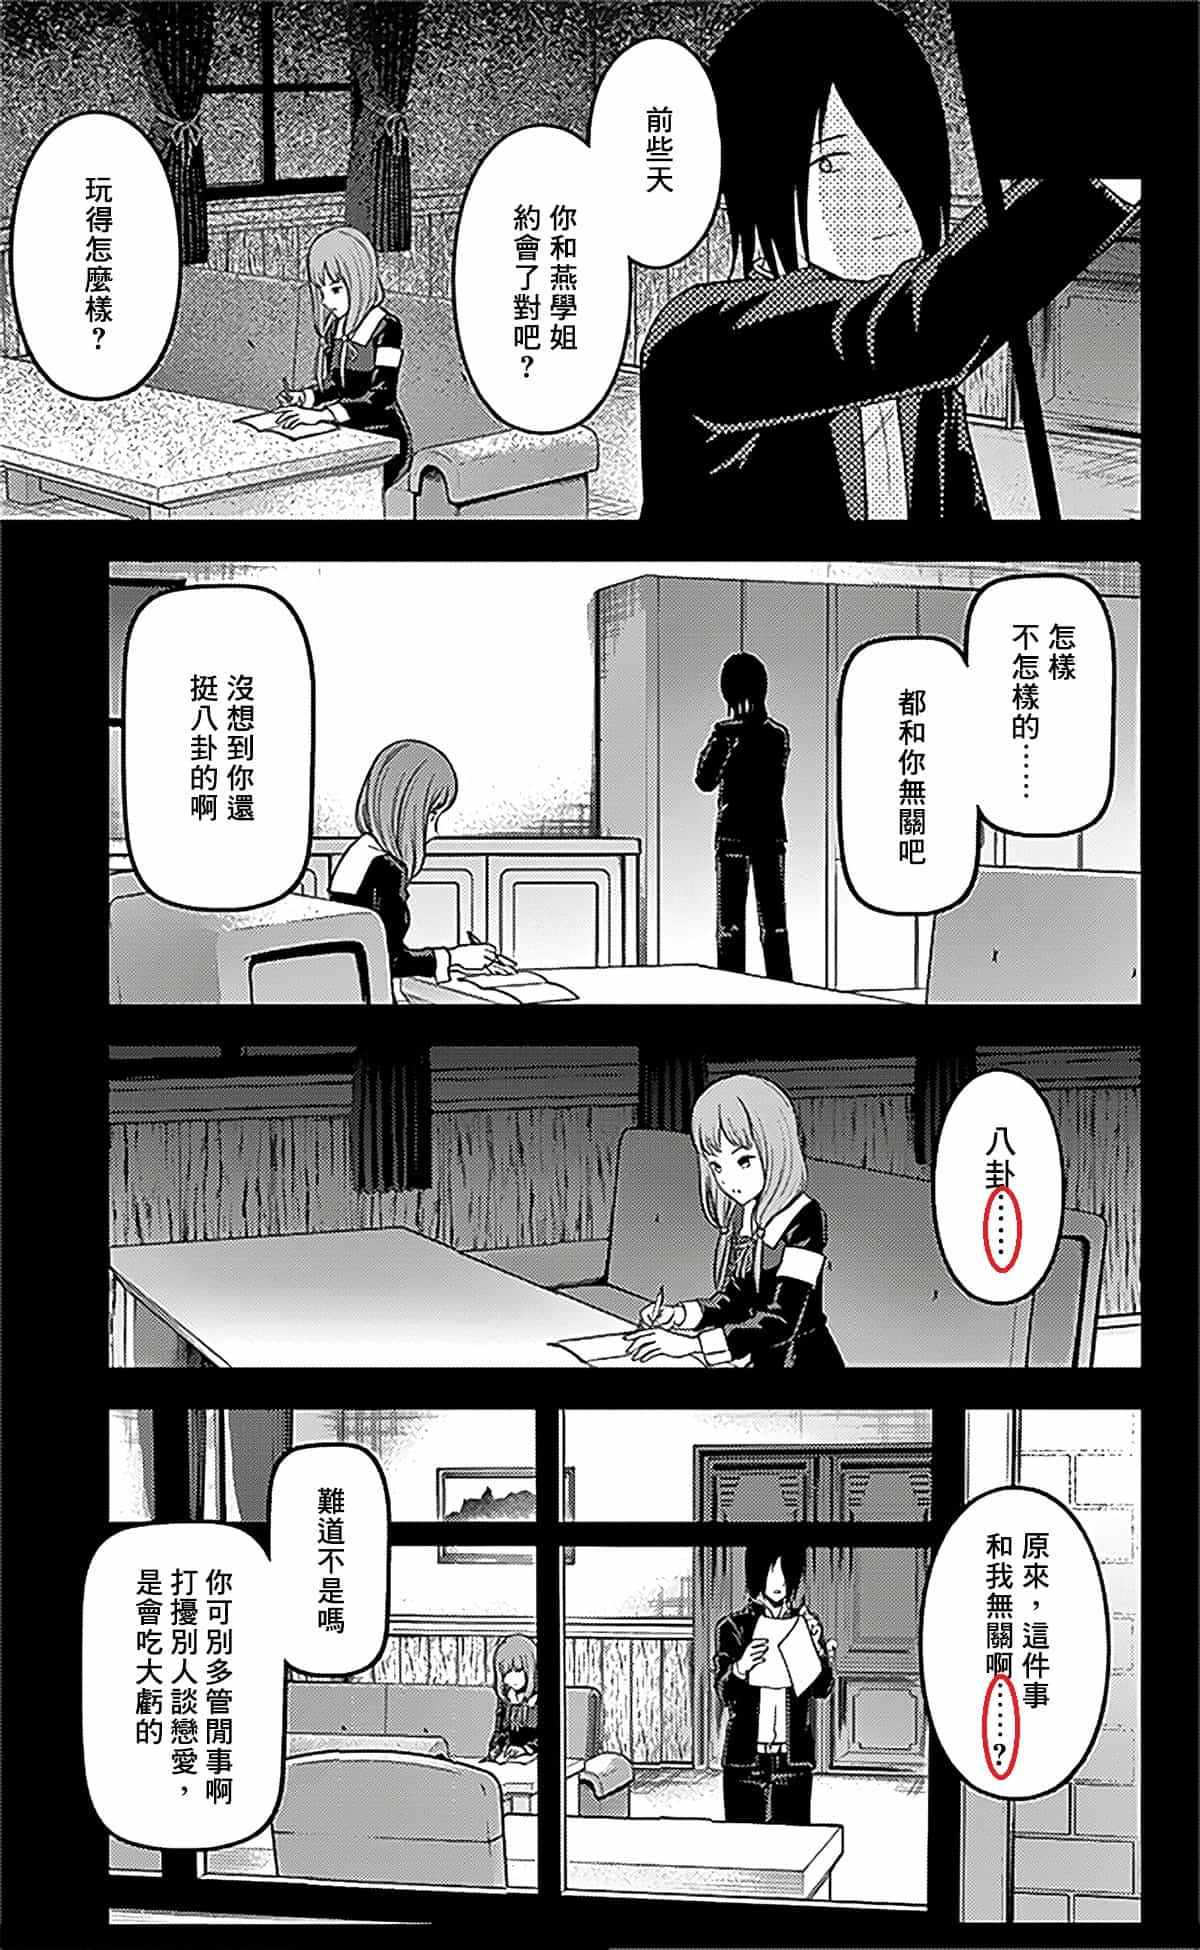 前些天
你和燕學姐
約會了對吧？
玩得怎麼樣？
怎樣
不怎樣的……
都和你無關吧
沒想到你還
挺八卦的啊
八卦……
原來，這件事
和我無關啊……？
難道不是嗎
你可別多管閒事啊
打擾別人談戀愛，
是會吃大虧的